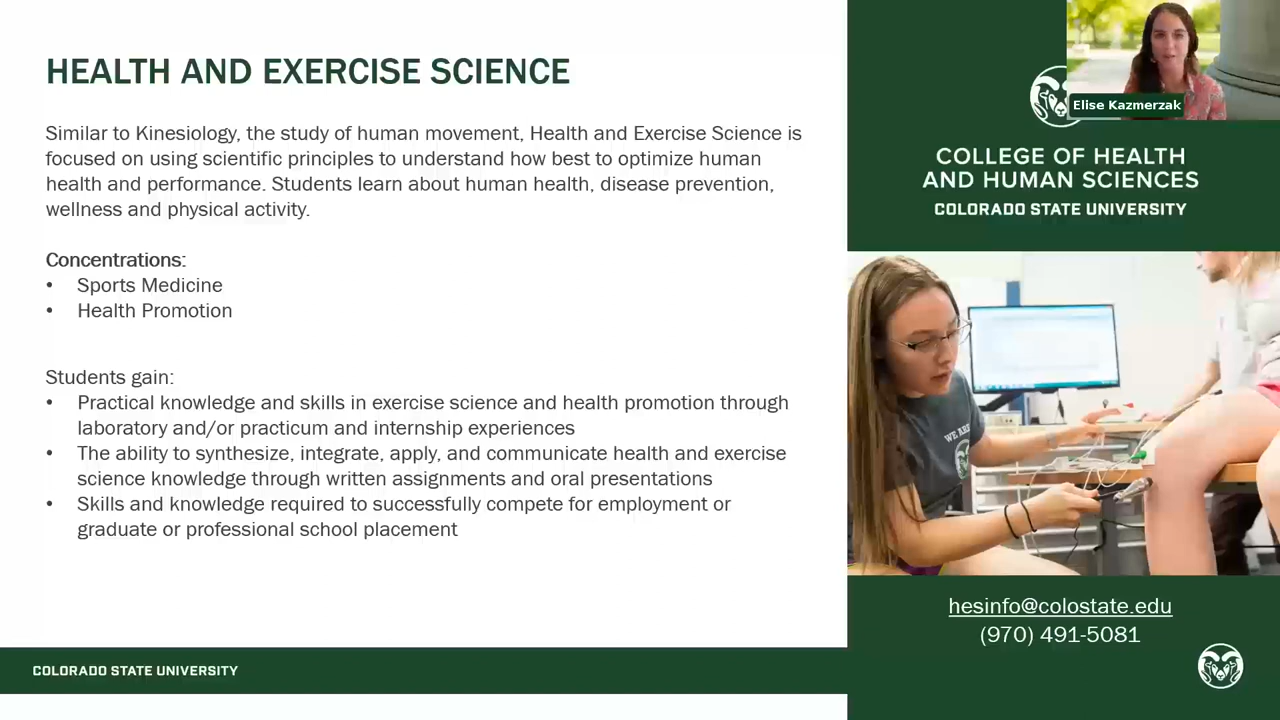 HEALTH AND EXERCISE SCIENCE
Similar to Kinesiology, the study of human movement, Health and Exercise Science is
focused on using scientific principles to understand how best to optimize human
health and performance. Students learn about human health, disease prevention,
wellness and physical activity.
Concentrations:
• Sports Medicine
• Health Promotion
Students gain:
• Practical knowledge and skills in exercise science and health promotion through
laboratory and/or practicum and internship experiences
• The ability to synthesize, integrate, apply, and communicate health and exercise
science knowledge through written assignments and oral presentations
• Skills and knowledge required to successfully compete for employment or
graduate or professional school placement
COLORADO STATE UNIVERSITY
Elise Kazmerzak
COLLEGE OF HEALTH
AND HUMAN SCIENCES
COLORADO STATE UNIVERSITY
WE ARE
hesinfo@colostate.edu
(970) 491-5081